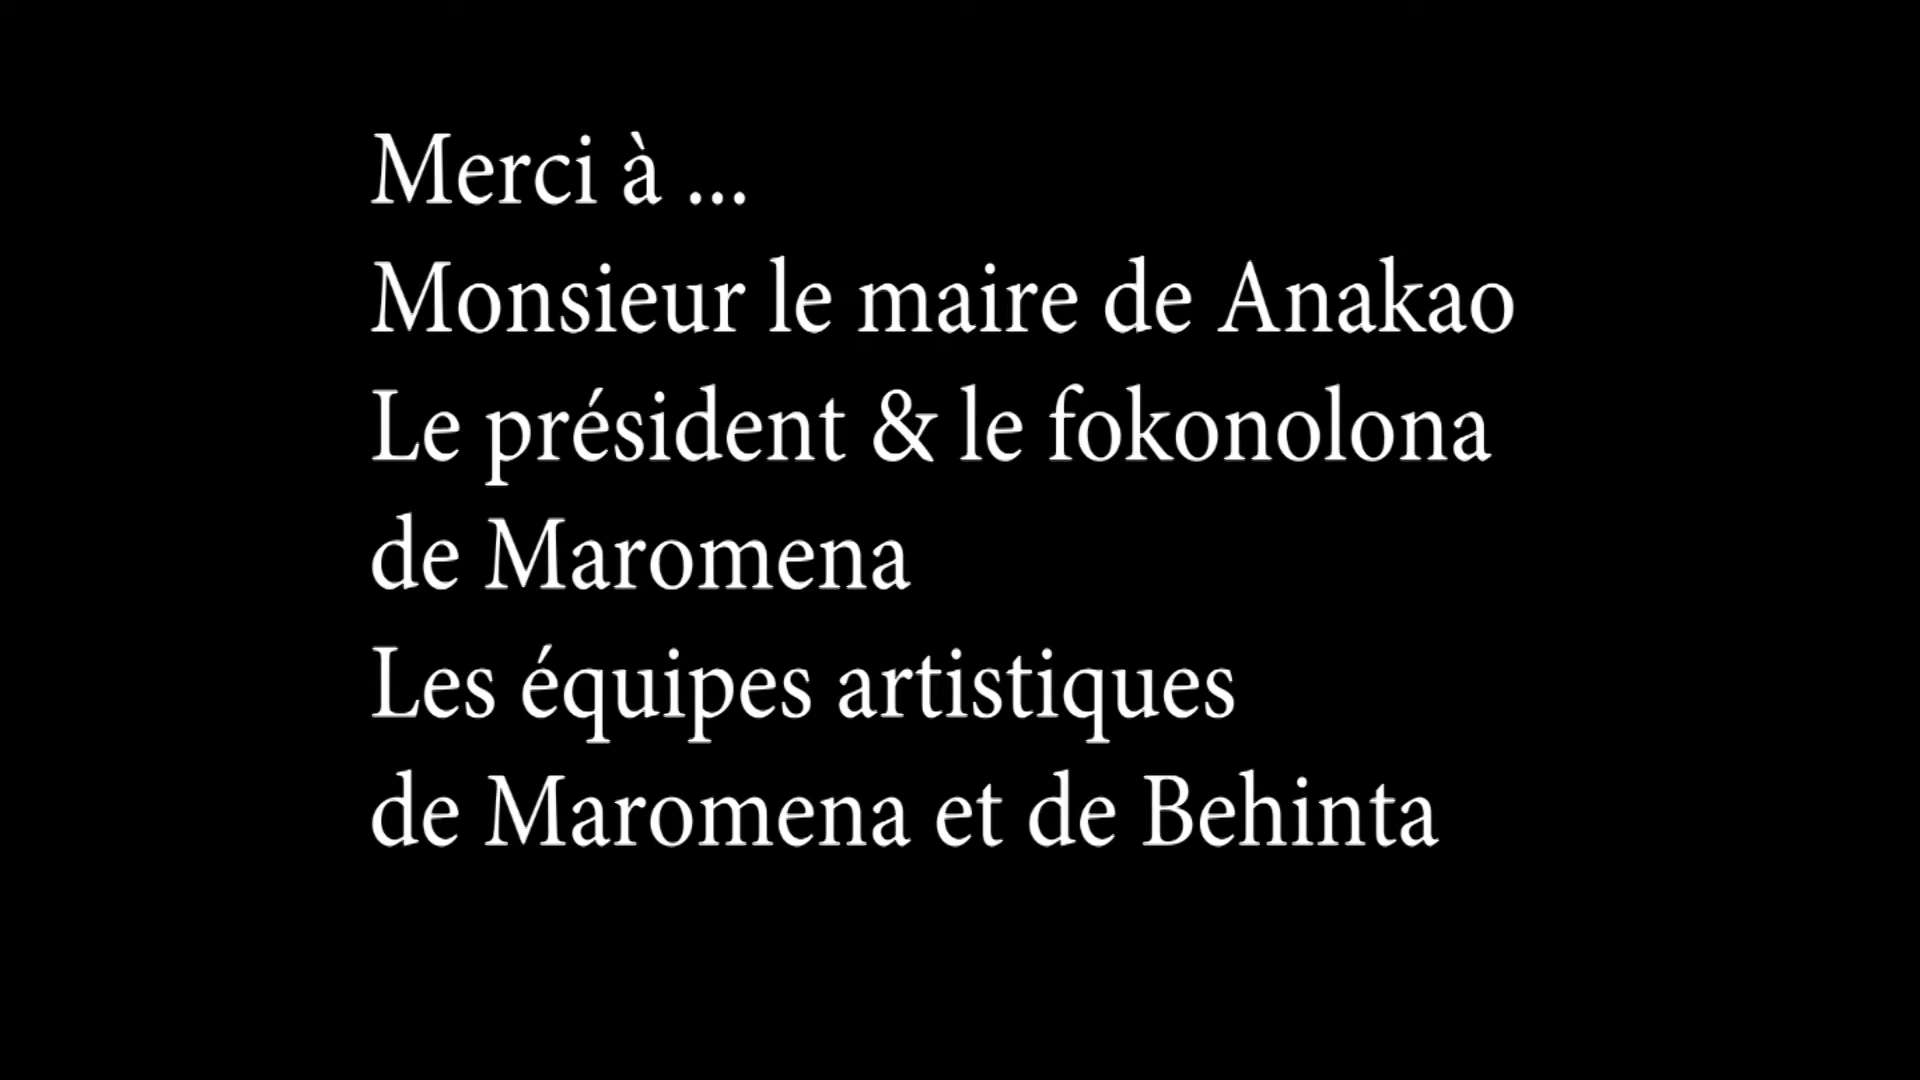 Merci à ...
Monsieur le maire de Anakao
Le président & le fokonolona
de Maromena
Les équipes artistiques
de Maromena et de Behinta